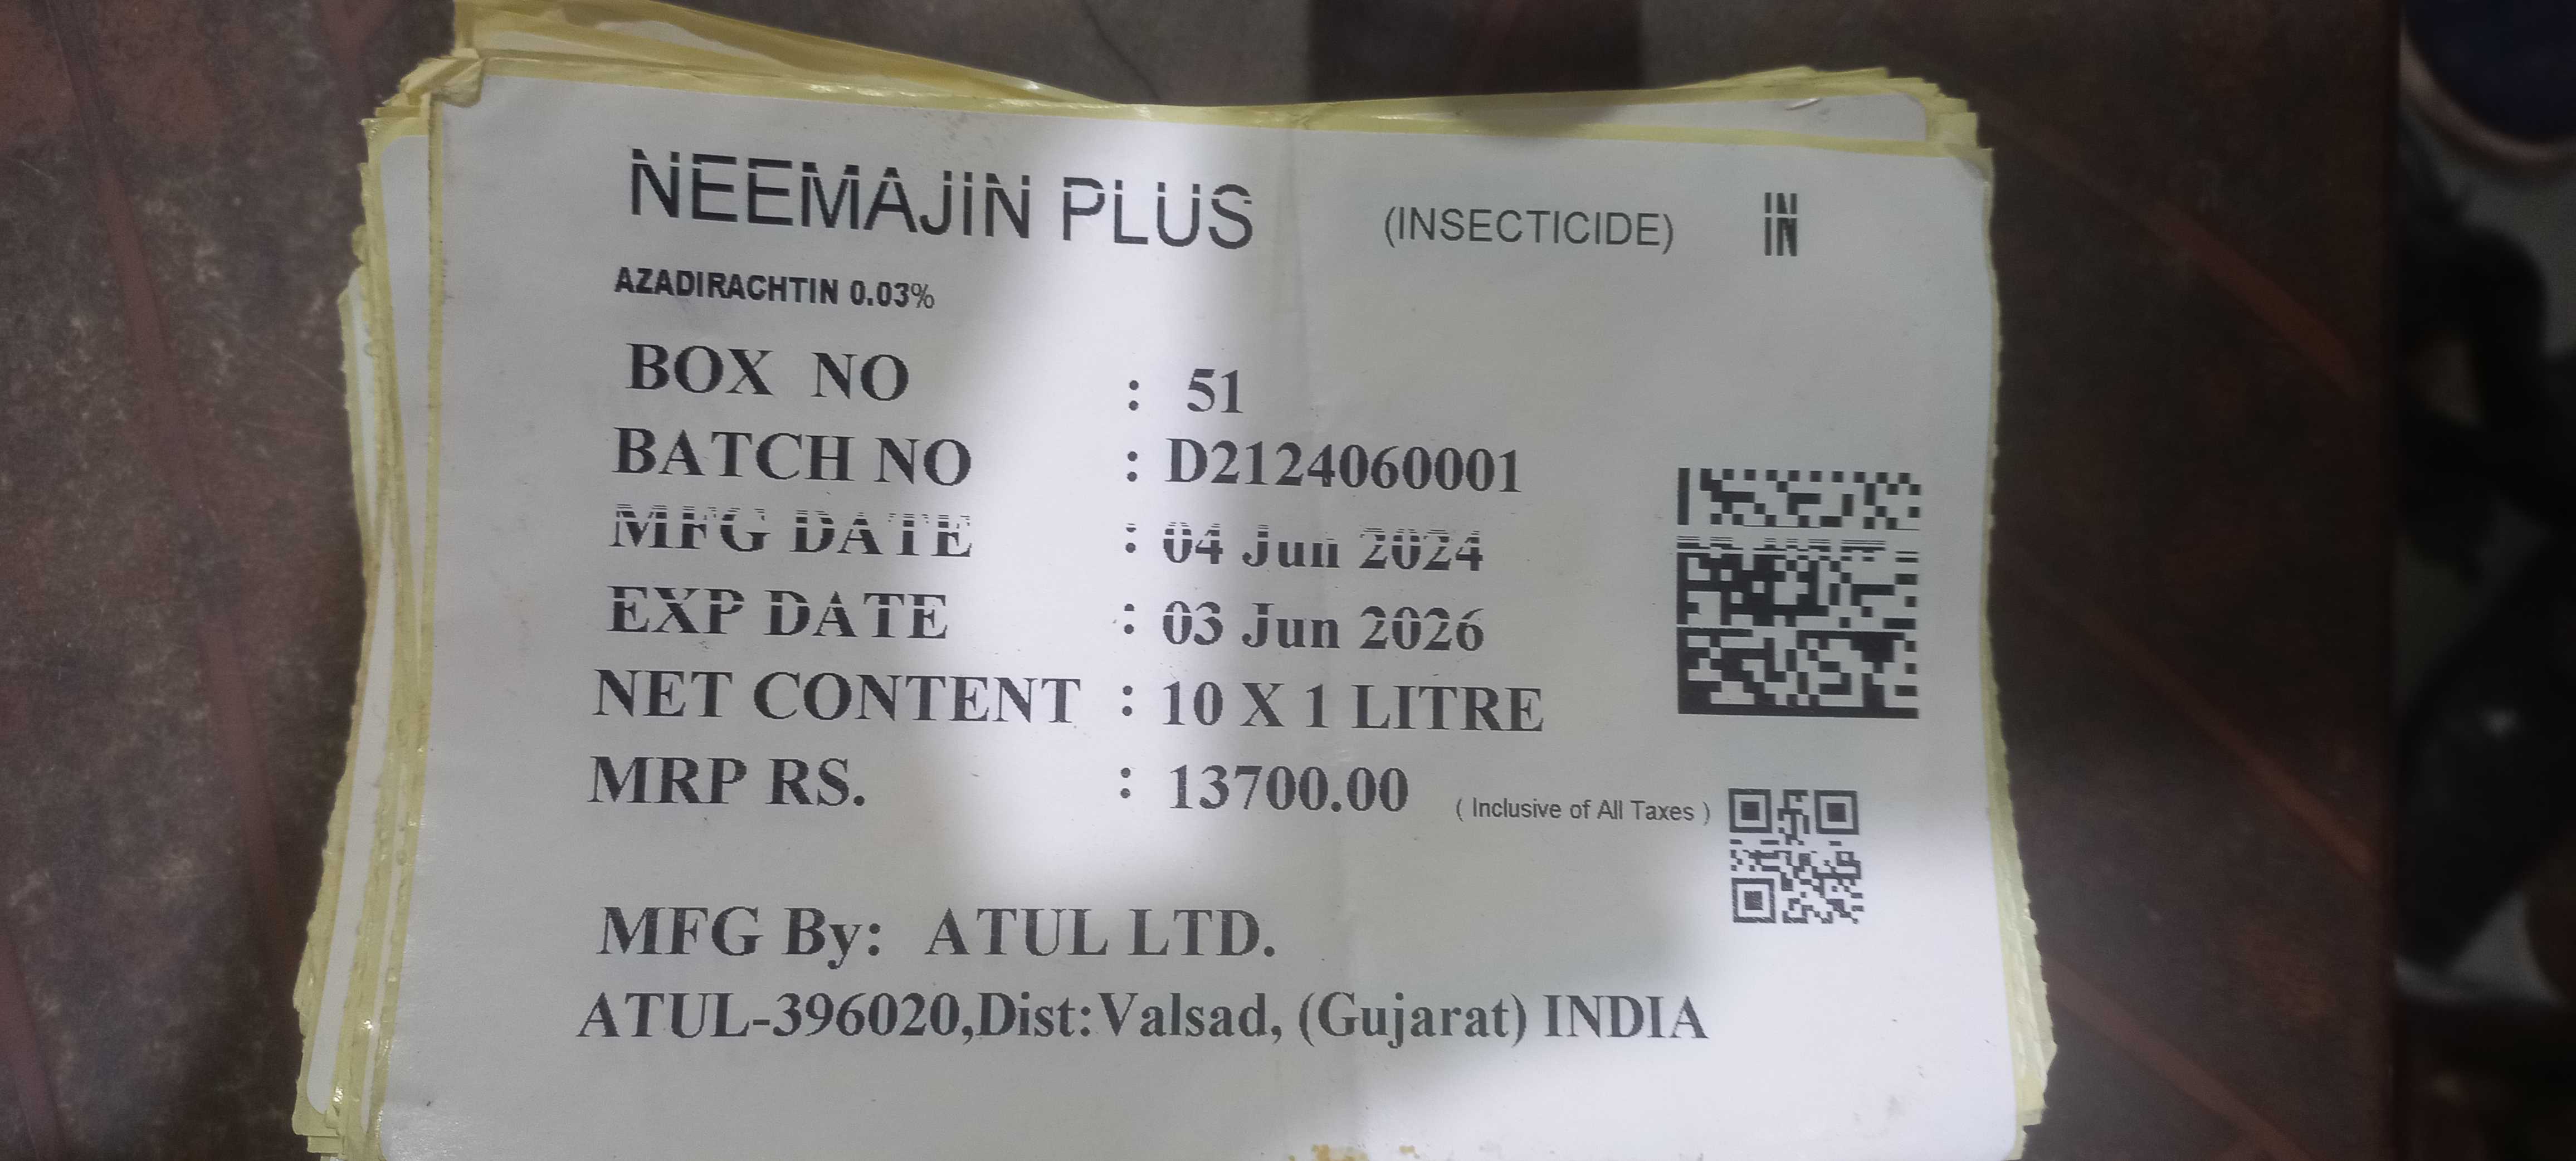 NEEMAJIN PLUS (INSECTICIDE) IN
AZADIRACHTIN 0.03%
BOX NO : 51
BATCH NO : D2124060001
MFG DATE : 04 Jun 2024
EXP DATE : 03 Jun 2026
NET CONTENT : 10 X 1 LITRE
MRP RS. : 13700.00 ( Inclusive of All Taxes )
MFG By: ATUL LTD.
ATUL-396020,Dist:Valsad, (Gujarat) INDIA